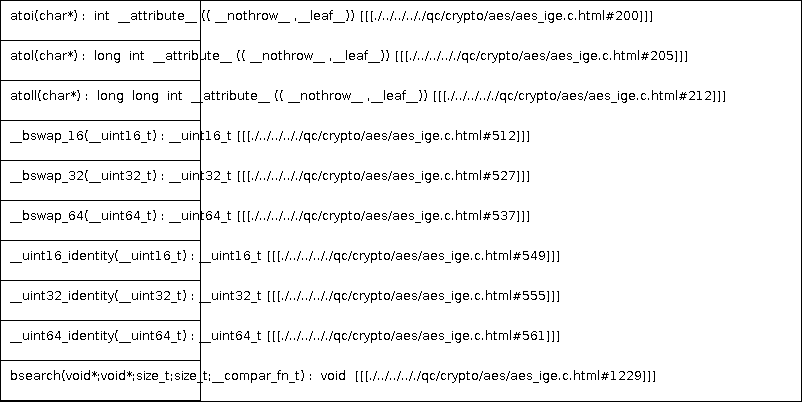 atoi(char*) : int __attribute__ (( __nothrow__ ,__leaf__)) [[[./../../../qc/crypto/aes/aes_ige.c.html#200]]]
atol(char*) : long int __attribute__ (( __nothrow__ ,__leaf__)) [[[./../../../qc/crypto/aes/aes_ige.c.html#205]]]
atoll(char*) : long long int __attribute__ (( __nothrow__ ,__leaf__)) [[[./../../../qc/crypto/aes/aes_ige.c.html#212]]]
__bswap_16(__uint16_t) : __uint16_t [[[./../../../qc/crypto/aes/aes_ige.c.html#512]]]
__bswap_32(__uint32_t) : __uint32_t [[[./../../../qc/crypto/aes/aes_ige.c.html#527]]]
__bswap_64(__uint64_t) : __uint64_t [[[./../../../qc/crypto/aes/aes_ige.c.html#537]]]
__uint16_identity(__uint16_t) : __uint16_t [[[./../../../qc/crypto/aes/aes_ige.c.html#549]]]
__uint32_identity(__uint32_t) : __uint32_t [[[./../../../qc/crypto/aes/aes_ige.c.html#555]]]
__uint64_identity(__uint64_t) : __uint64_t [[[./../../../qc/crypto/aes/aes_ige.c.html#561]]]
bsearch(void*;void*;size_t;size_t;__compar_fn_t) : void [[[./../../../qc/crypto/aes/aes_ige.c.html#1229]]]